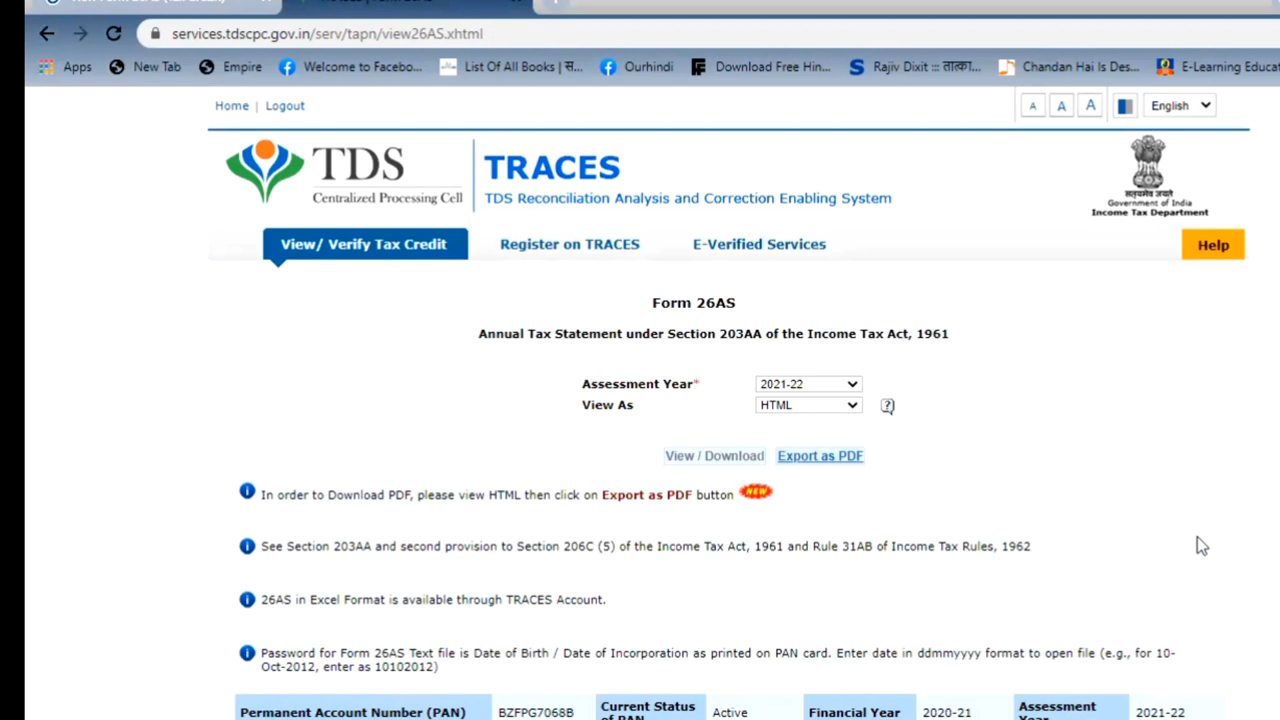 services.tdscpc.gov.in/serv/tapn/view26AS.xhtml
Apps New Tab Empire Welcome to Facebo... List Of All Books | स... Ourhindi Download Free Hin... Rajiv Dixit ::: तात्का... Chandan Hai Is Des... E-Learning Educat
Home | Logout
A A A English
TDS
Centralized Processing Cell
TRACES
TDS Reconciliation Analysis and Correction Enabling System
सत्यमेव जयते
Government of India
Income Tax Department
View/ Verify Tax Credit Register on TRACES E-Verified Services Help
Form 26AS
Annual Tax Statement under Section 203AA of the Income Tax Act, 1961
Assessment Year* 2021-22
View As HTML
View / Download Export as PDF
In order to Download PDF, please view HTML then click on Export as PDF button NEW
See Section 203AA and second provision to Section 206C (5) of the Income Tax Act, 1961 and Rule 31AB of Income Tax Rules, 1962
26AS in Excel Format is available through TRACES Account.
Password for Form 26AS Text file is Date of Birth / Date of Incorporation as printed on PAN card. Enter date in ddmmyyyy format to open file (e.g., for 10-
Oct-2012, enter as 10102012)
Permanent Account Number (PAN) BZFPG7068B Current Status of PAN Active Financial Year 2020-21 Assessment Year 2021-22